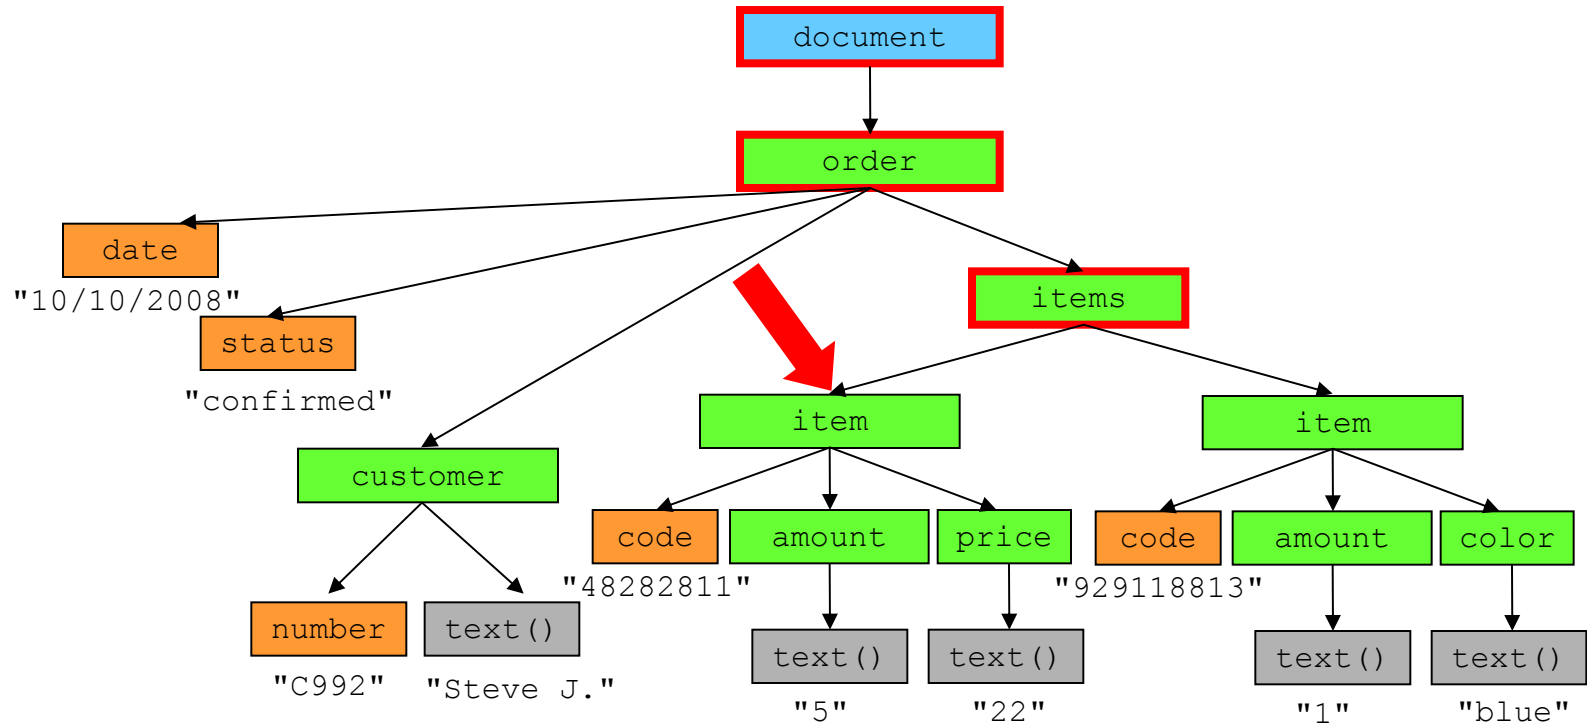 document
order
date
"10/10/2008"
items
status
"confirmed"
item
item
customer
code
amount
price
code
amount
color
"48282811"
"929118813"
number
text()
text()
text()
text()
text()
"C992"
"Steve J."
"5"
"22"
"1"
"blue"